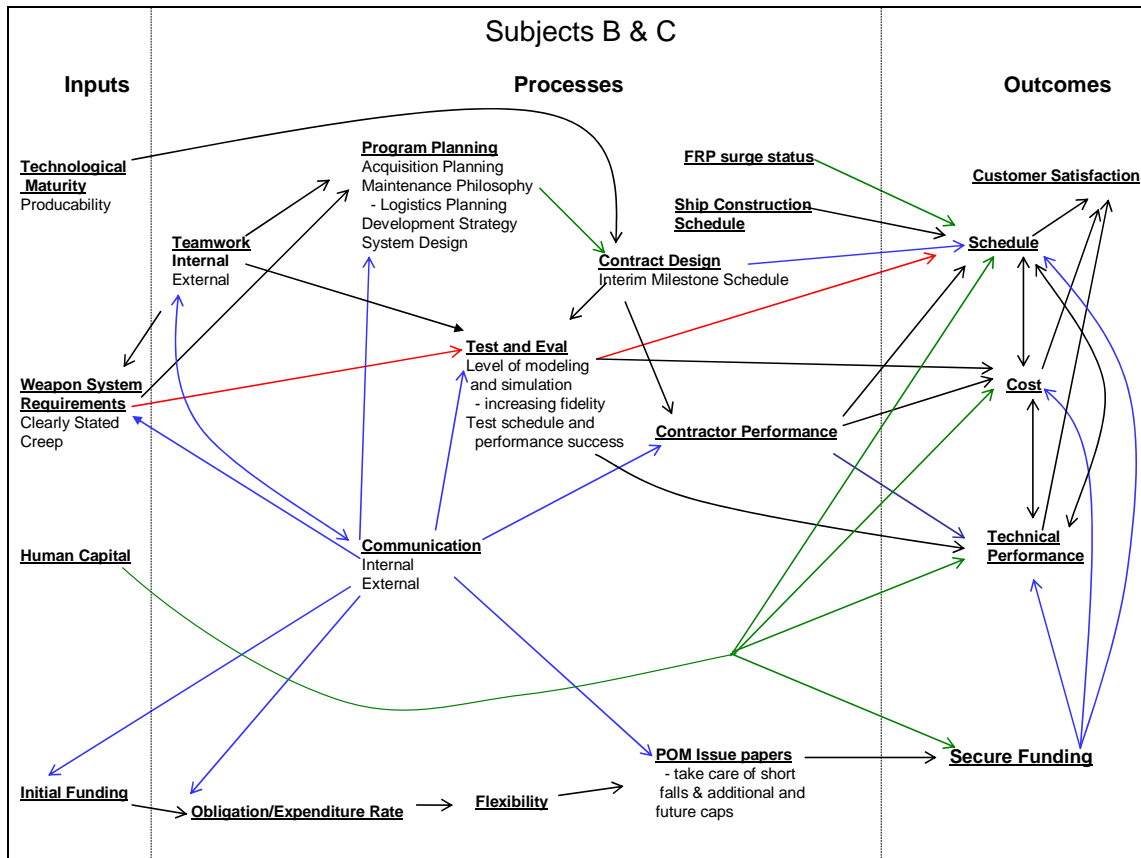 Subjects B & C
Inputs
Processes
Outcomes
Technological
Maturity
Producability
Program Planning
Acquisition Planning
Maintenance Philosophy
- Logistics Planning
Development Strategy
System Design
FRP surge status
Customer Satisfaction
Ship Construction
Schedule
Teamwork
Internal
External
Contract Design
Interim Milestone Schedule
Schedule
Test and Eval
Level of modeling
and simulation
- increasing fidelity
Test schedule and
performance success
Weapon System
Requirements
Clearly Stated
Creep
Cost
Contractor Performance
Human Capital
Communication
Internal
External
Technical
Performance
POM Issue papers
- take care of short
falls & additional and
future caps
Secure Funding
Initial Funding
Obligation/Expenditure Rate
Flexibility